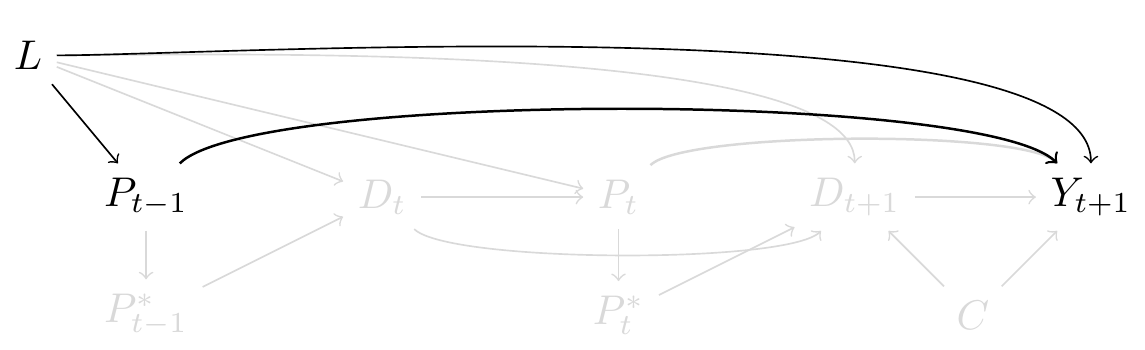 L
P_{t-1} D_t P_t D_{t+1} Y_{t+1}
P^*_{t-1} P^*_t C